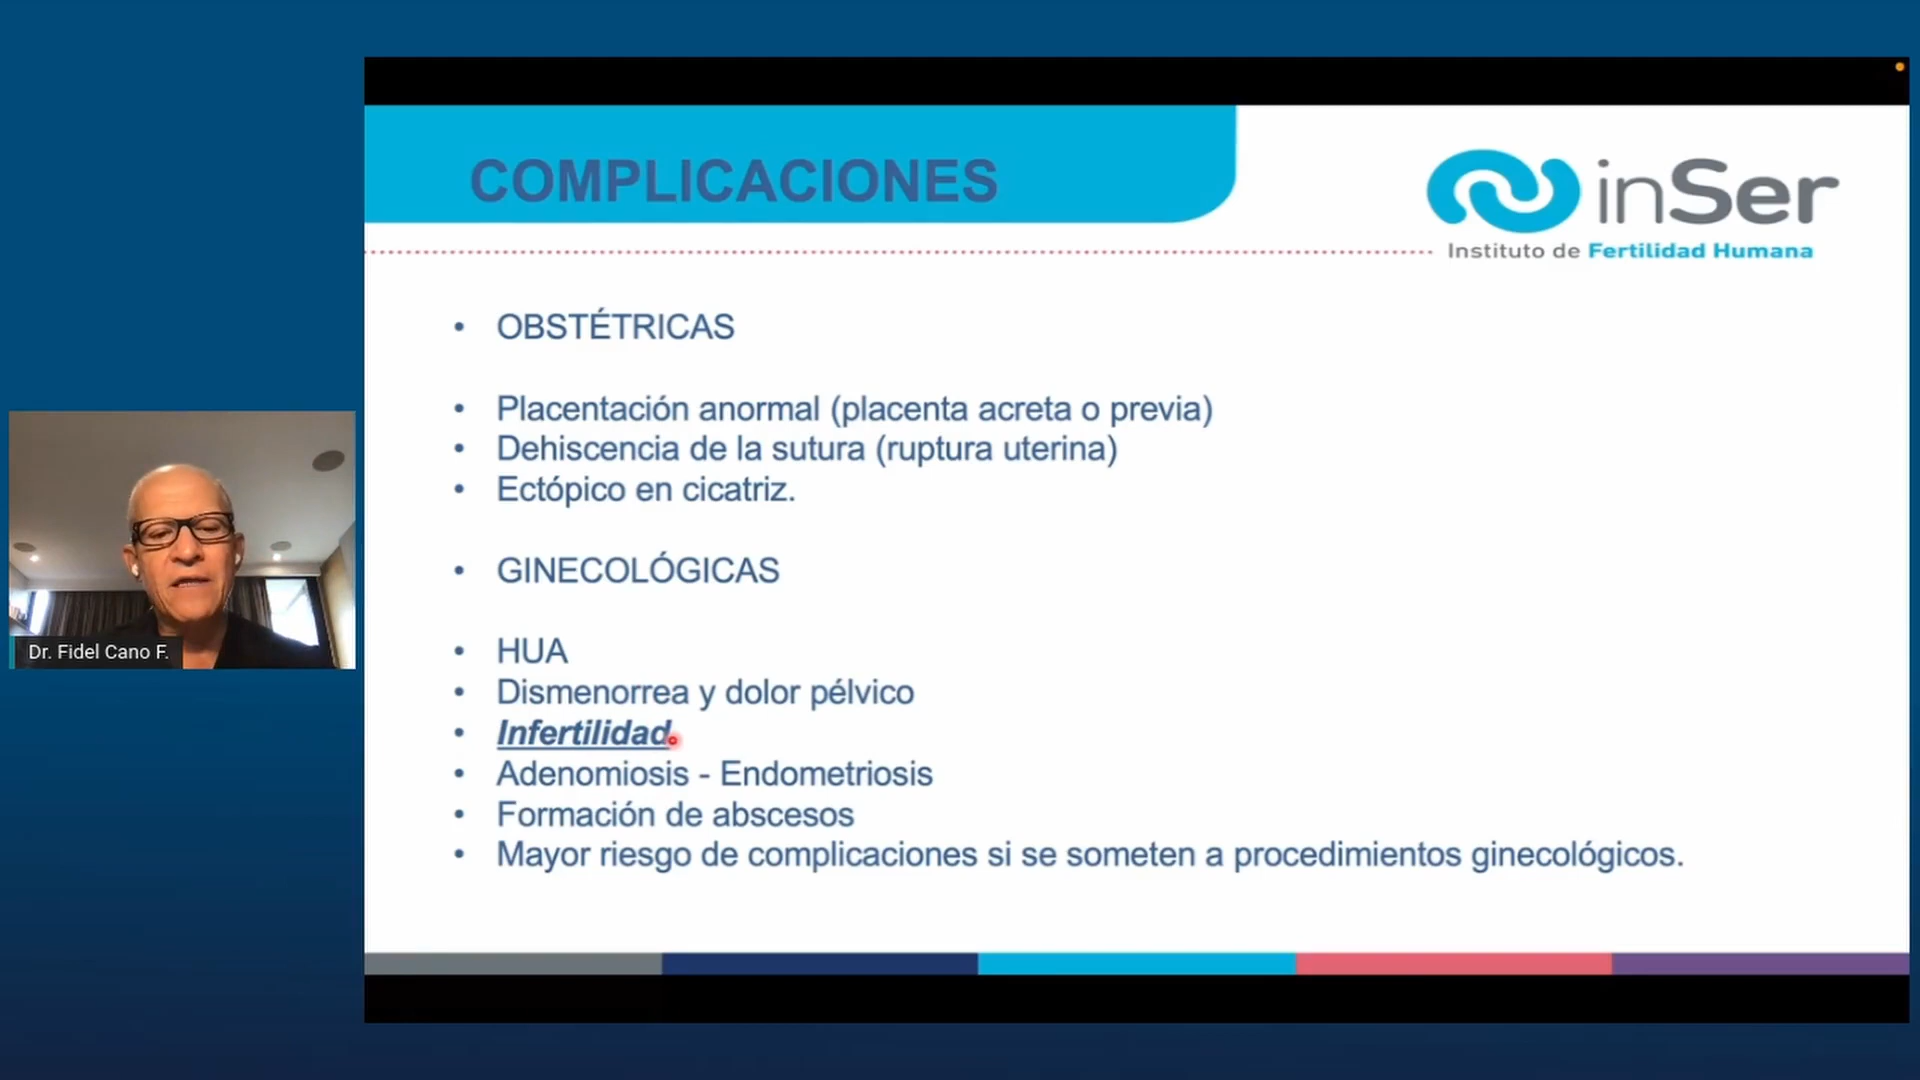 COMPLICACIONES
inSer
Instituto de Fertilidad Humana
• OBSTÉTRICAS
• Placentación anormal (placenta acreta o previa)
• Dehiscencia de la sutura (ruptura uterina)
• Ectópico en cicatriz.
• GINECOLÓGICAS
• HUA
• Dismenorrea y dolor pélvico
• Infertilidad
• Adenomiosis - Endometriosis
• Formación de abscesos
• Mayor riesgo de complicaciones si se someten a procedimientos ginecológicos.
Dr. Fidel Cano F.